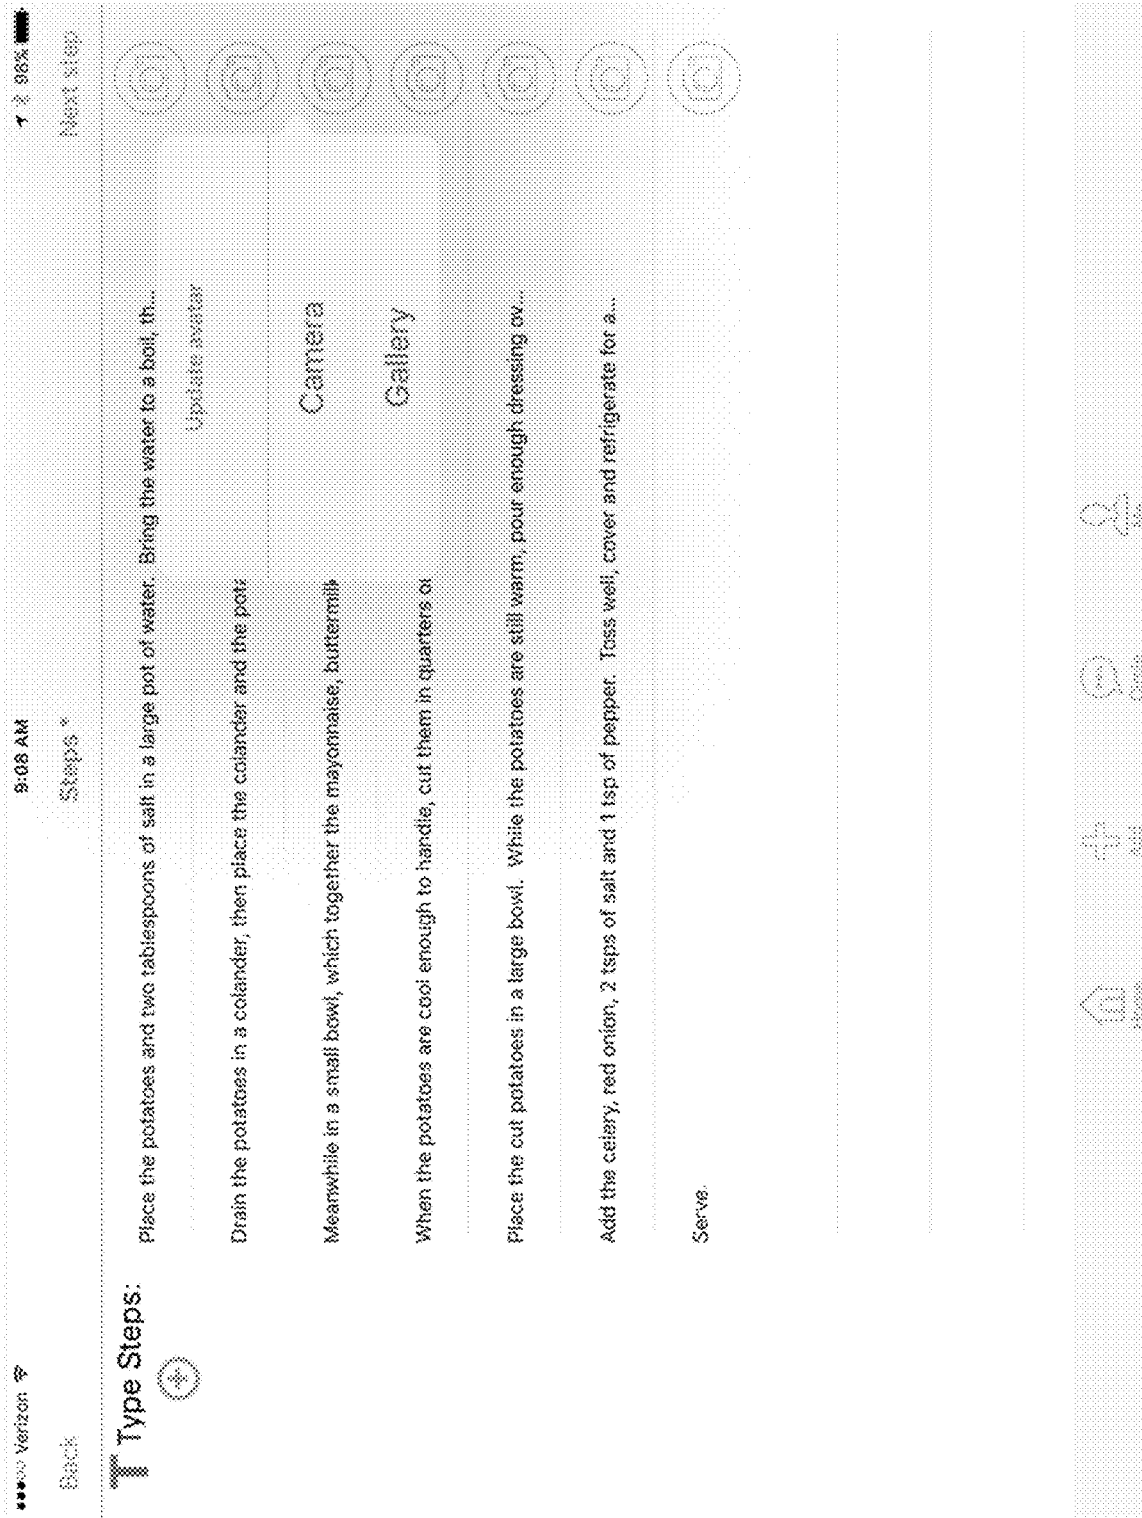 ●●●○○ Verizon 9:08 AM 98%
Back Steps * Next step
T Type Steps:
Place the potatoes and two tablespoons of salt in a large pot of water. Bring the water to a boil, th...
Update avatar
Drain the potatoes in a colander, then place the colander and the pota
Camera
Meanwhile in a small bowl, which together the mayonnaise, buttermilk
Gallery
When the potatoes are cool enough to handle, cut them in quarters or
Place the cut potatoes in a large bowl. While the potatoes are still warm, pour enough dressing ov...
Add the celery, red onion, 2 tsps of salt and 1 tsp of pepper. Toss well, cover and refrigerate for a...
Serve.